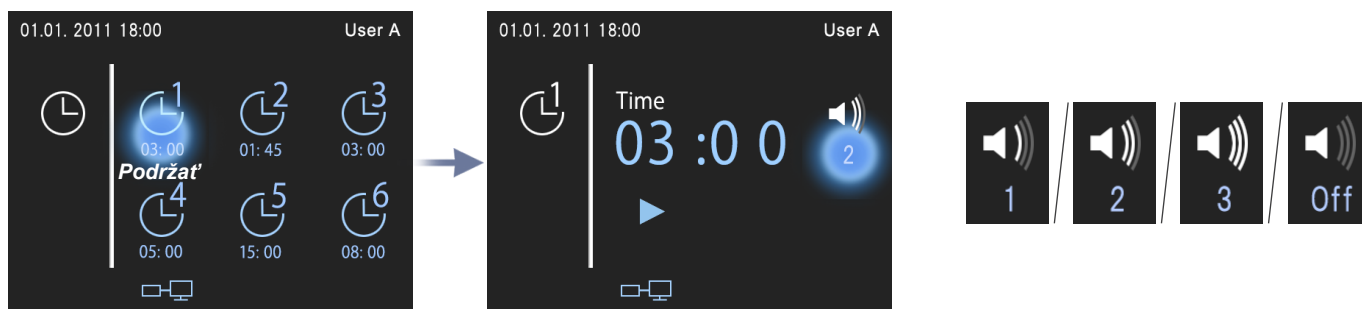 01.01. 2011 18:00 User A
1 2 3
03: 00 01: 45 03: 00
Podržať
4 5 6
05: 00 15: 00 08: 00
01.01. 2011 18:00 User A
1
Time
03 :0 0
2
1 2 3 Off